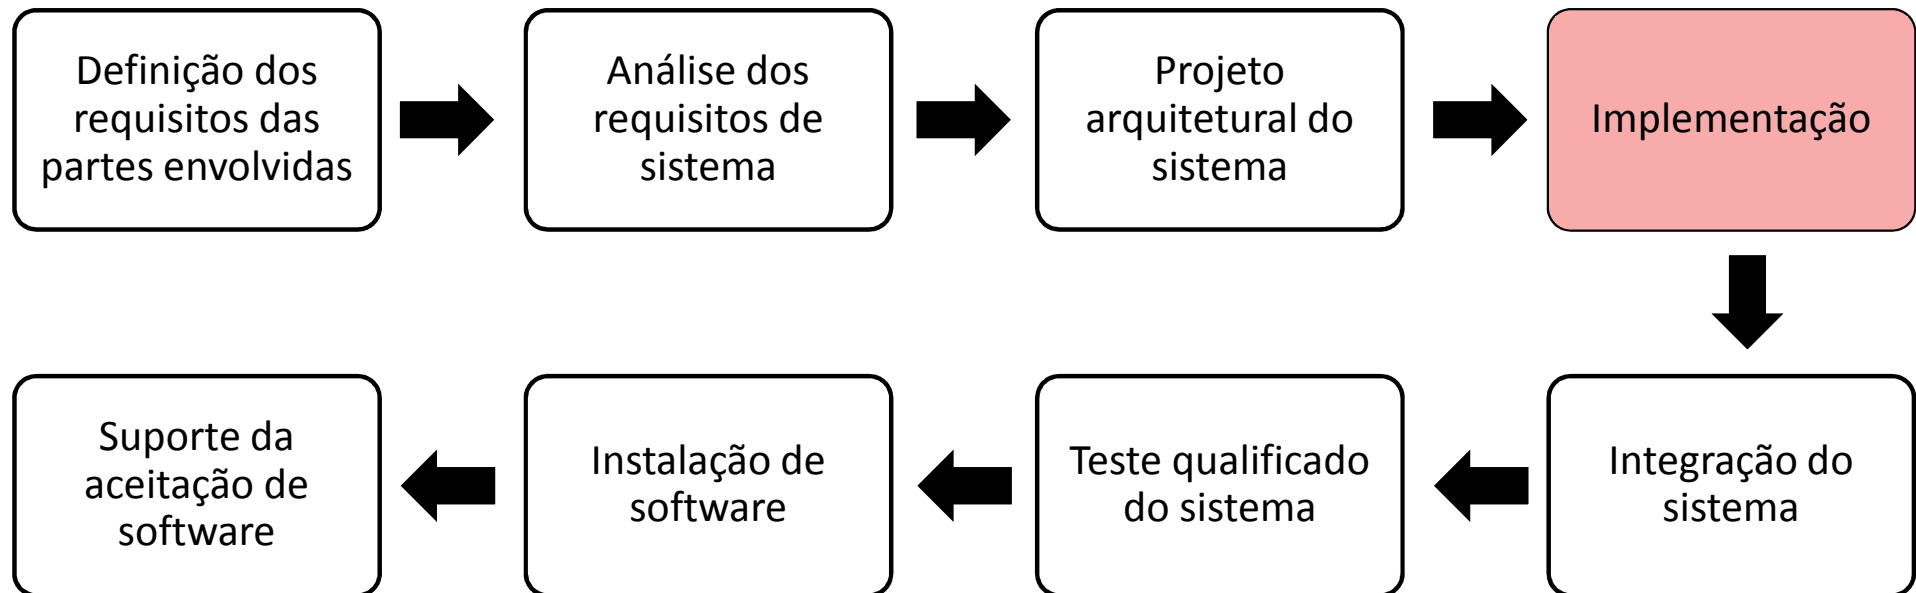 Definição dos
requisitos das
partes envolvidas
Análise dos
requisitos de
sistema
Projeto
arquitetural do
sistema
Implementação
Integração do
sistema
Teste qualificado
do sistema
Instalação de
software
Suporte da
aceitação de
software